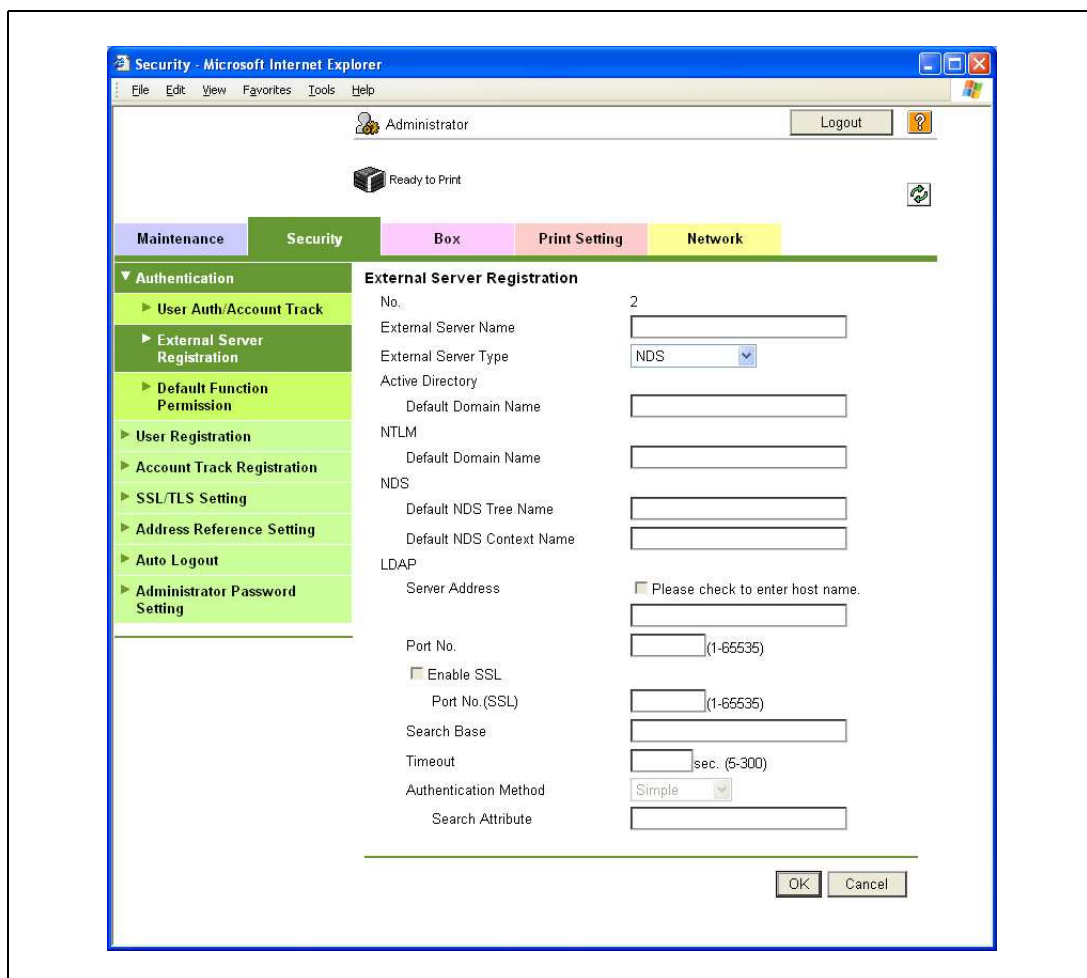 Security - Microsoft Internet Explorer
File Edit View Favorites Tools Help
Administrator
Logout
?
Ready to Print
Maintenance Security Box Print Setting Network
Authentication
User Auth/Account Track
External Server
Registration
Default Function
Permission
User Registration
Account Track Registration
SSL/TLS Setting
Address Reference Setting
Auto Logout
Administrator Password
Setting
External Server Registration
No. 2
External Server Name
External Server Type NDS
Active Directory
Default Domain Name
NTLM
Default Domain Name
NDS
Default NDS Tree Name
Default NDS Context Name
LDAP
Server Address Please check to enter host name.
Port No. (1-65535)
Enable SSL
Port No.(SSL) (1-65535)
Search Base
Timeout sec. (5-300)
Authentication Method Simple
Search Attribute
OK Cancel